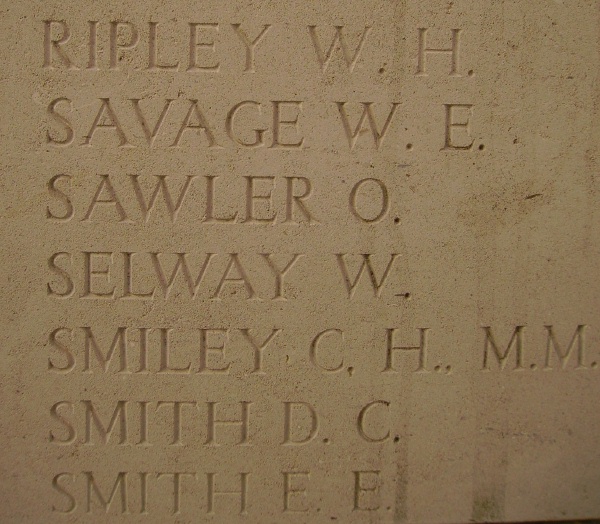 RIPLEY W. H.
SAVAGE W. E.
SAWLER O.
SELWAY W.
SMILEY C. H., M.M.
SMITH D. C.
SMITH E. E.